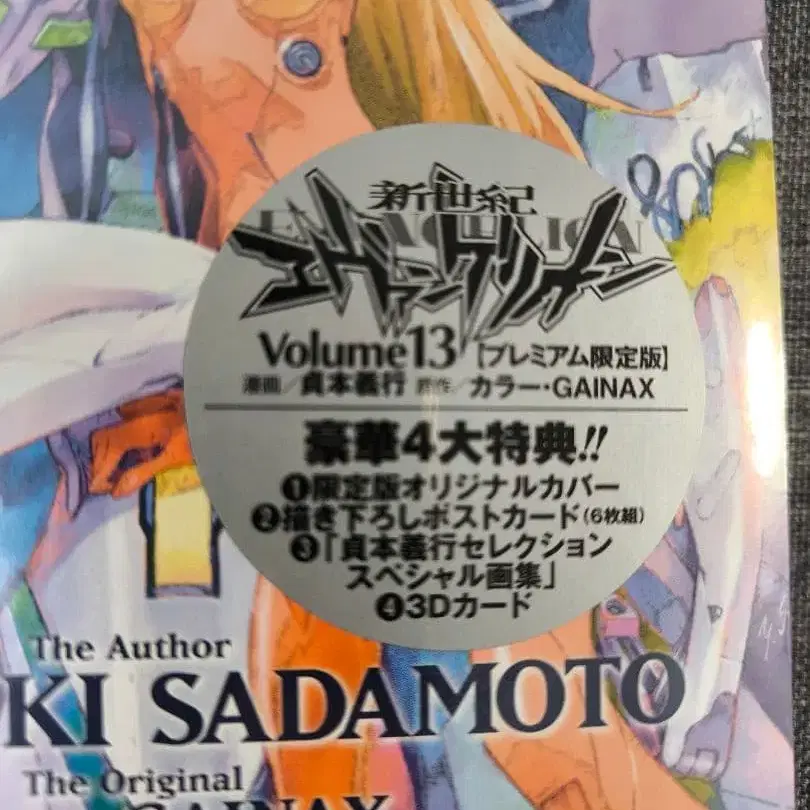 新世紀
EVANGELION
エヴァンゲリオン
Volume13【プレミアム限定版】
漫画/貞本義行 原作/カラー・GAINAX
豪華4大特典!!
❶限定版オリジナルカバー
❷描き下ろしポストカード(6枚組)
❸「貞本義行セレクション
スペシャル画集」
❹3Dカード
The Author
KI SADAMOTO
The Original
GAINAX